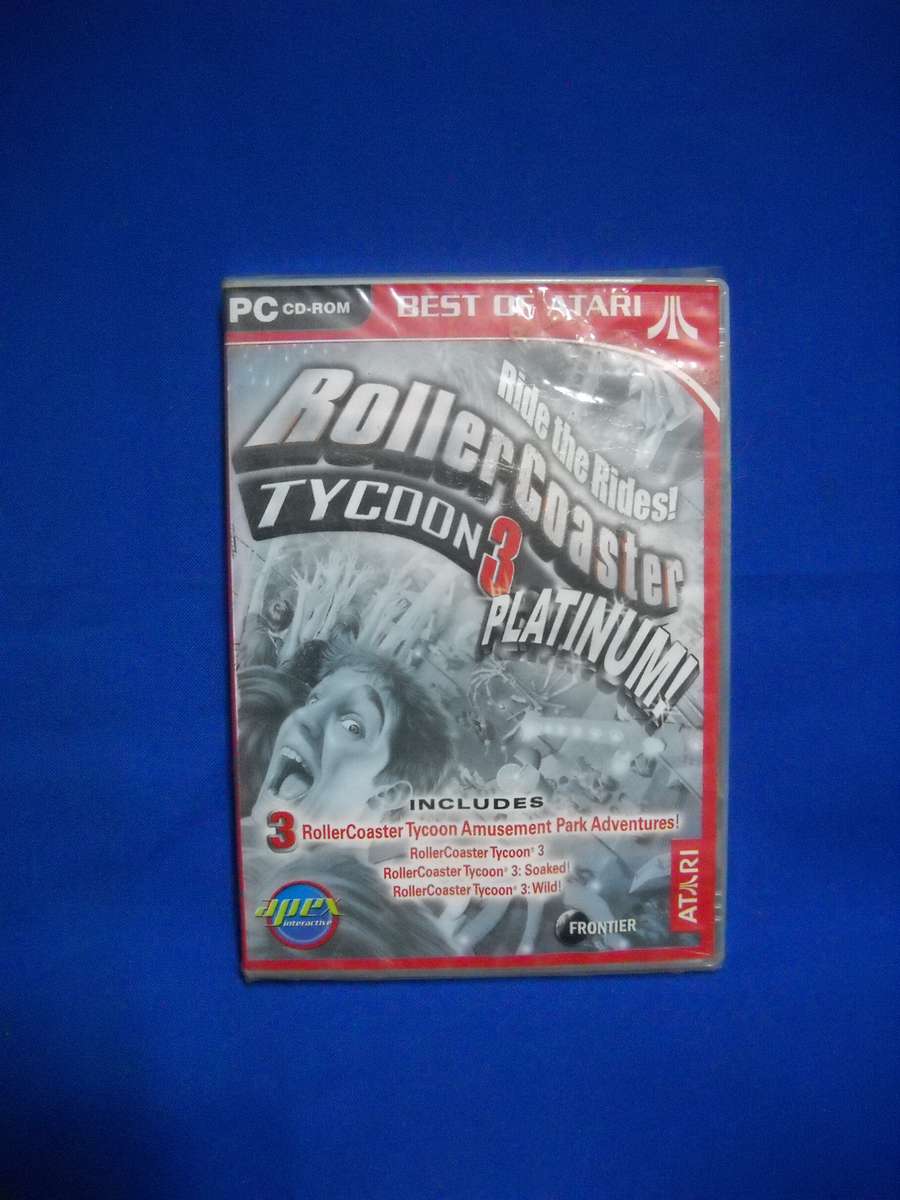 PC CD-ROM
BEST OF ATARI
Ride the Rides!
RollerCoaster
TYCOON 3
PLATINUM!
INCLUDES
3 RollerCoaster Tycoon Amusement Park Adventures!
RollerCoaster Tycoon® 3
RollerCoaster Tycoon® 3: Soaked!
RollerCoaster Tycoon® 3: Wild!
apex
interactive
FRONTIER
ATARI